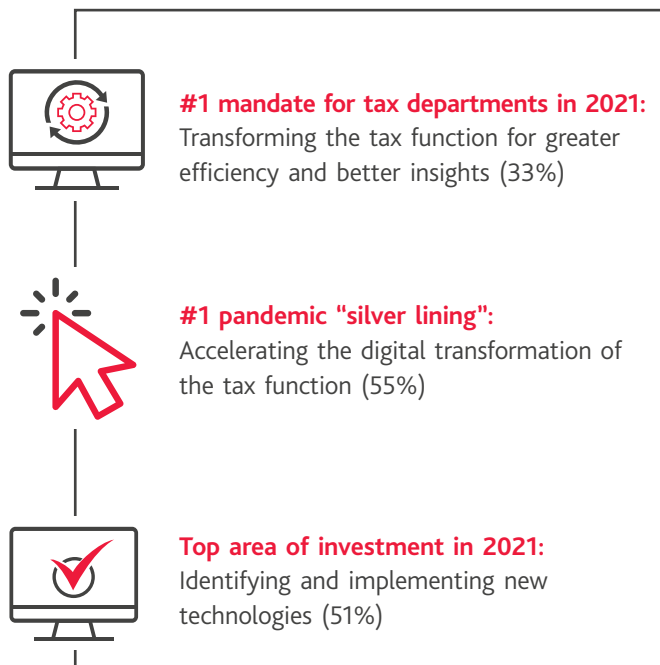 #1 mandate for tax departments in 2021:
Transforming the tax function for greater
efficiency and better insights (33%)
#1 pandemic “silver lining”:
Accelerating the digital transformation of
the tax function (55%)
Top area of investment in 2021:
Identifying and implementing new
technologies (51%)